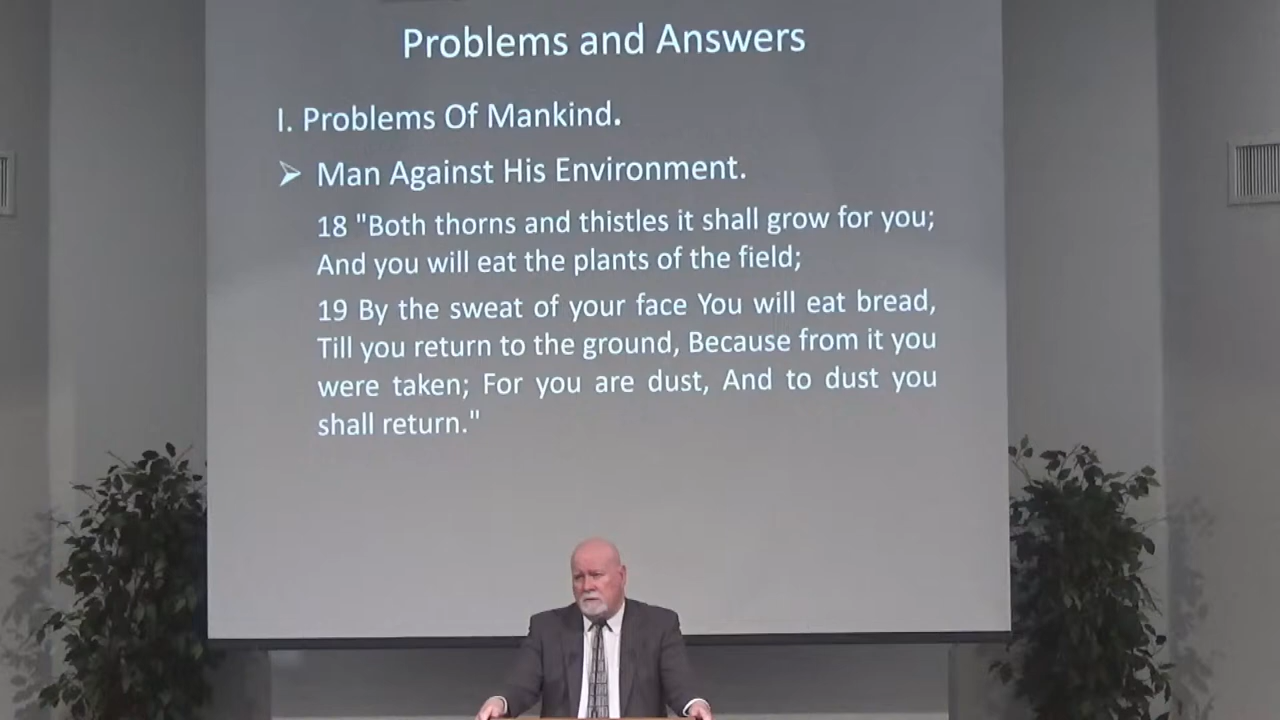 Problems and Answers
I. Problems Of Mankind.
➢ Man Against His Environment.
18 "Both thorns and thistles it shall grow for you;
And you will eat the plants of the field;
19 By the sweat of your face You will eat bread,
Till you return to the ground, Because from it you
were taken; For you are dust, And to dust you
shall return."